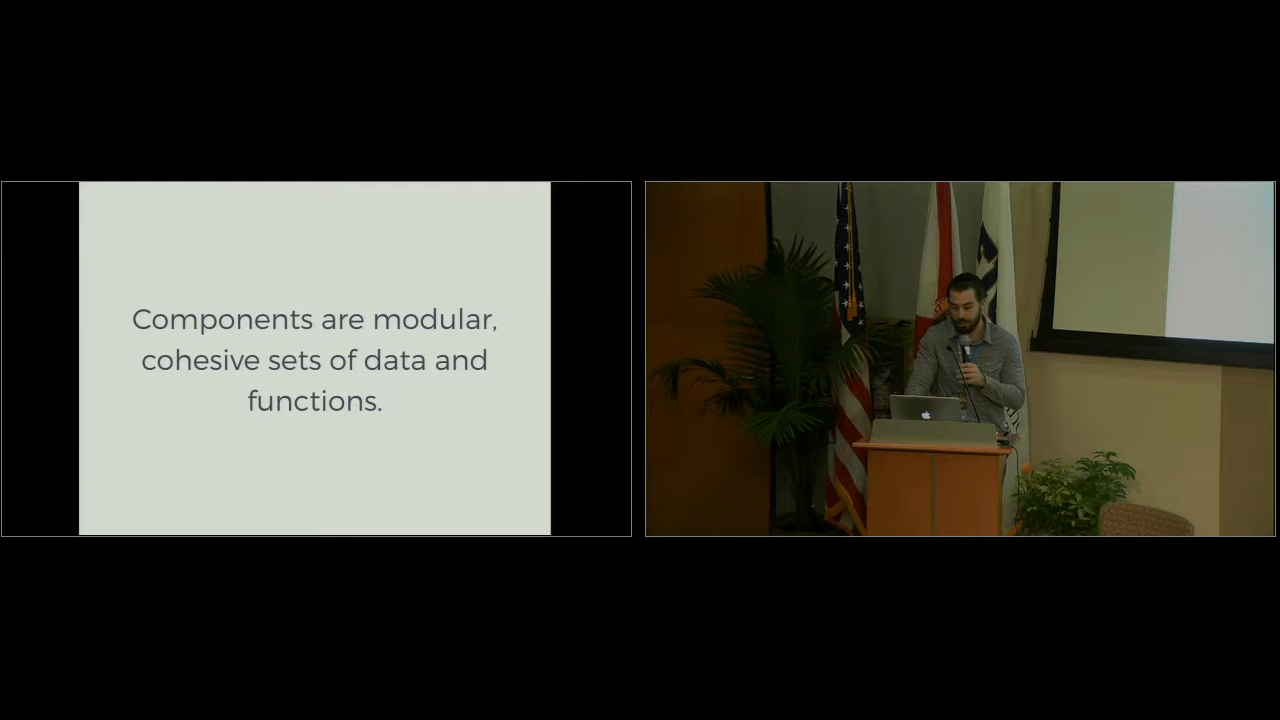 Components are modular,
cohesive sets of data and
functions.